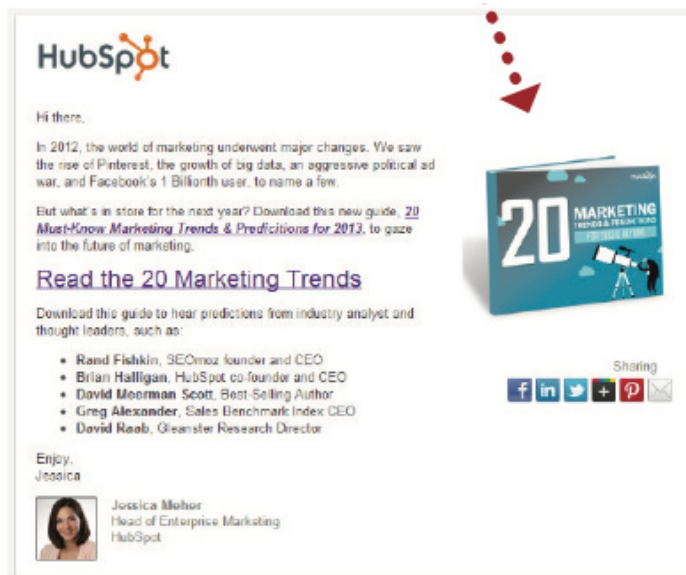 HubSpot
Hi there,
In 2012, the world of marketing underwent major changes. We saw
the rise of Pinterest, the growth of big data, an aggressive political ad
war, and Facebook's 1 Billionth user, to name a few.
But what's in store for the next year? Download this new guide, 20
Must-Know Marketing Trends & Predicitions for 2013, to gaze
into the future of marketing.
Read the 20 Marketing Trends
Download this guide to hear predictions from industry analyst and
thought leaders, such as:
• Rand Fishkin, SEOmoz founder and CEO
• Brian Halligan, HubSpot co-founder and CEO
• David Meerman Scott, Best-Selling Author
• Greg Alexander, Sales Benchmark Index CEO
• David Raab, Gleanster Research Director
Enjoy,
Jessica
Jessica Meher
Head of Enterprise Marketing
HubSpot
20 MARKETING
TRENDS & PREDICTIONS
Sharing